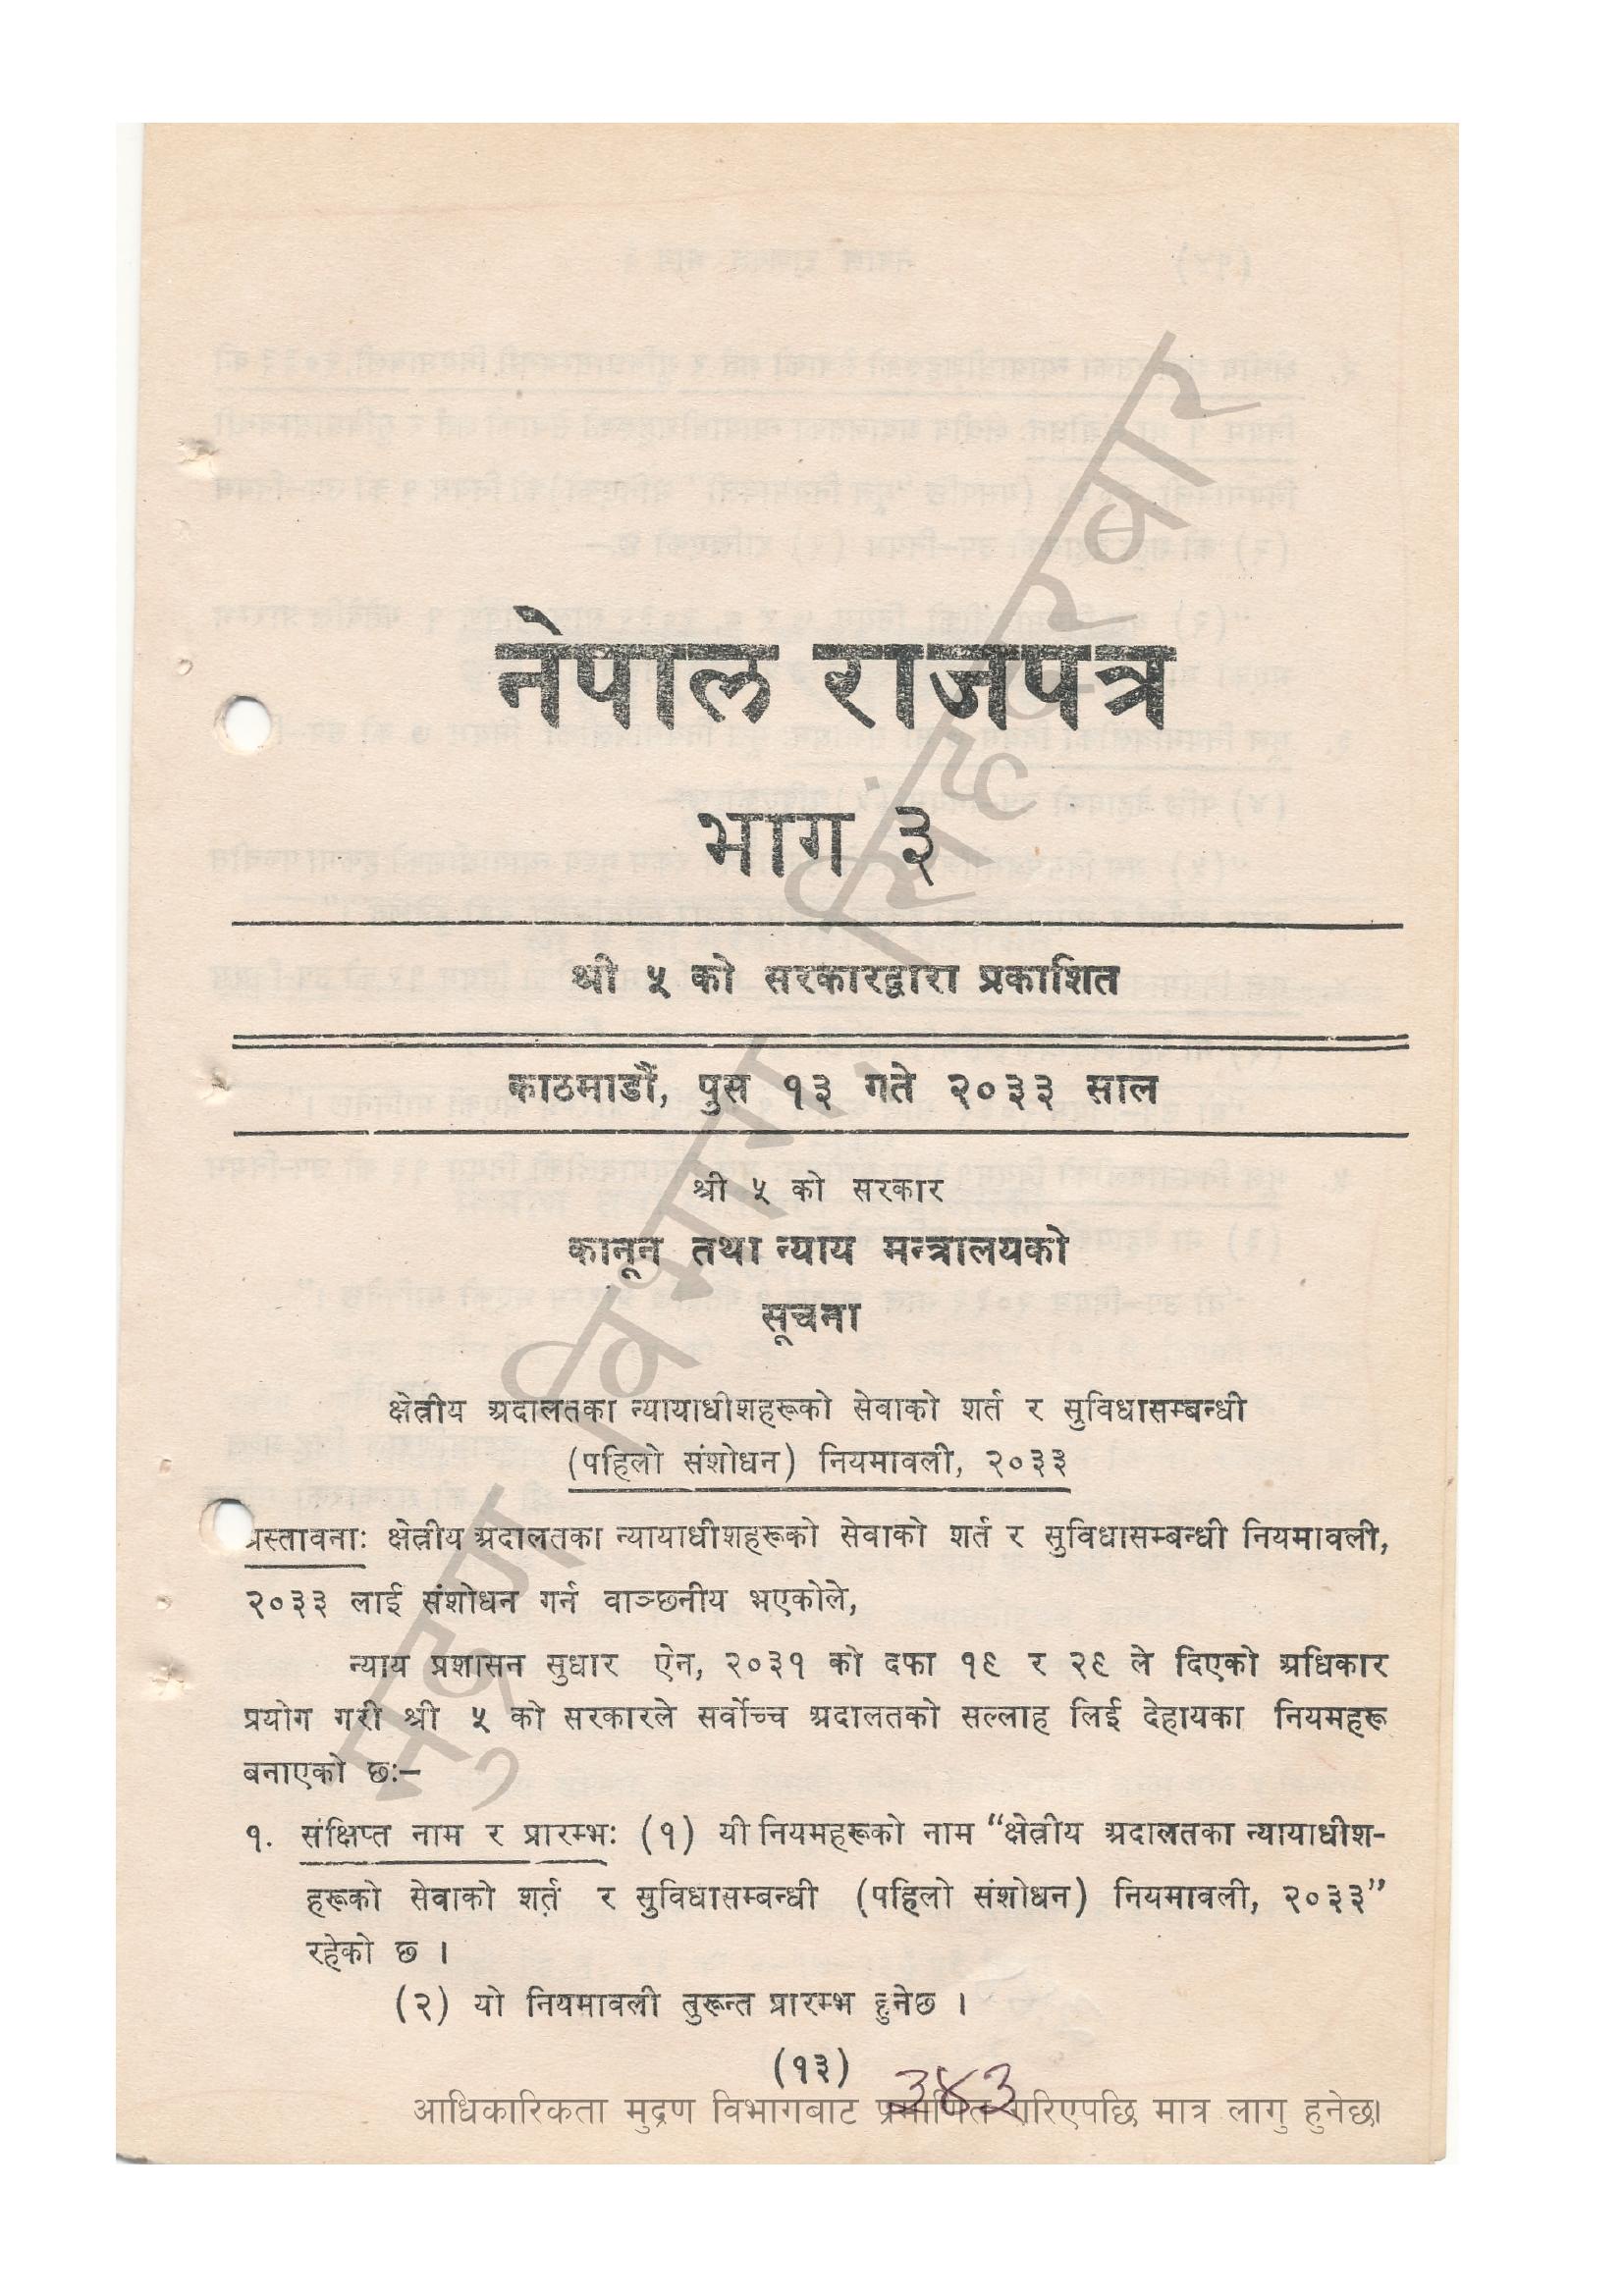 नेपाल राजपत्र
भाग ३
श्री ५ को सरकारद्वारा प्रकाशित
काठमाडौं, पुस १३ गते २०३३ साल
श्री ५ को सरकार
कानून तथा न्याय मन्त्रालयको
सूचना
क्षेत्रीय अदालतका न्यायाधीशहरूको सेवाको शर्त र सुविधासम्बन्धी
(पहिलो संशोधन) नियमावली, २०३३
प्रस्तावनाः क्षेत्रीय अदालतका न्यायाधीशहरूको सेवाको शर्त र सुविधासम्बन्धी नियमावली,
२०३३ लाई संशोधन गर्न वाञ्छनीय भएकोले,
न्याय प्रशासन सुधार ऐन, २०३१ को दफा १९ र २९ ले दिएको अधिकार
प्रयोग गरी श्री ५ को सरकारले सर्वोच्च अदालतको सल्लाह लिई देहायका नियमहरू
बनाएको छः–
१. संक्षिप्त नाम र प्रारम्भः (१) यी नियमहरूको नाम “क्षेत्रीय अदालतका न्यायाधीश-
हरूको सेवाको शर्त र सुविधासम्बन्धी (पहिलो संशोधन) नियमावली, २०३३”
रहेको छ ।
(२) यो नियमावली तुरून्त प्रारम्भ हुनेछ ।
(१३)
३४३
आधिकारिकता मुद्रण विभागबाट प्रमाणित गरिएपछि मात्र लागु हुनेछ।
मुद्रण विभाग, सिंहदरवार